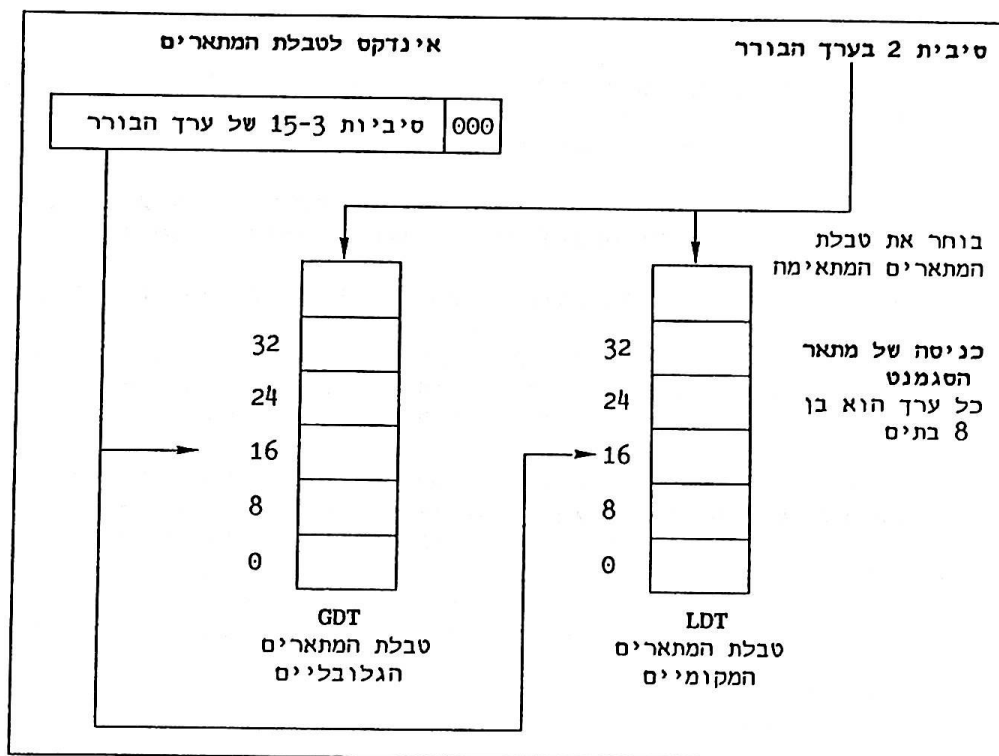 סיבית 2 בערך הבורר
אינדקס לטבלת המתארים
סיביות 15-3 של ערך הבורר
000
בוחר את טבלת
המתארים המתאימה
כניסה של מתאר
הסגמנט
כל ערך הוא בן
8 בתים
32
24
16
8
0
GDT
טבלת המתארים
הגלובליים
32
24
16
8
0
LDT
טבלת המתארים
המקומיים